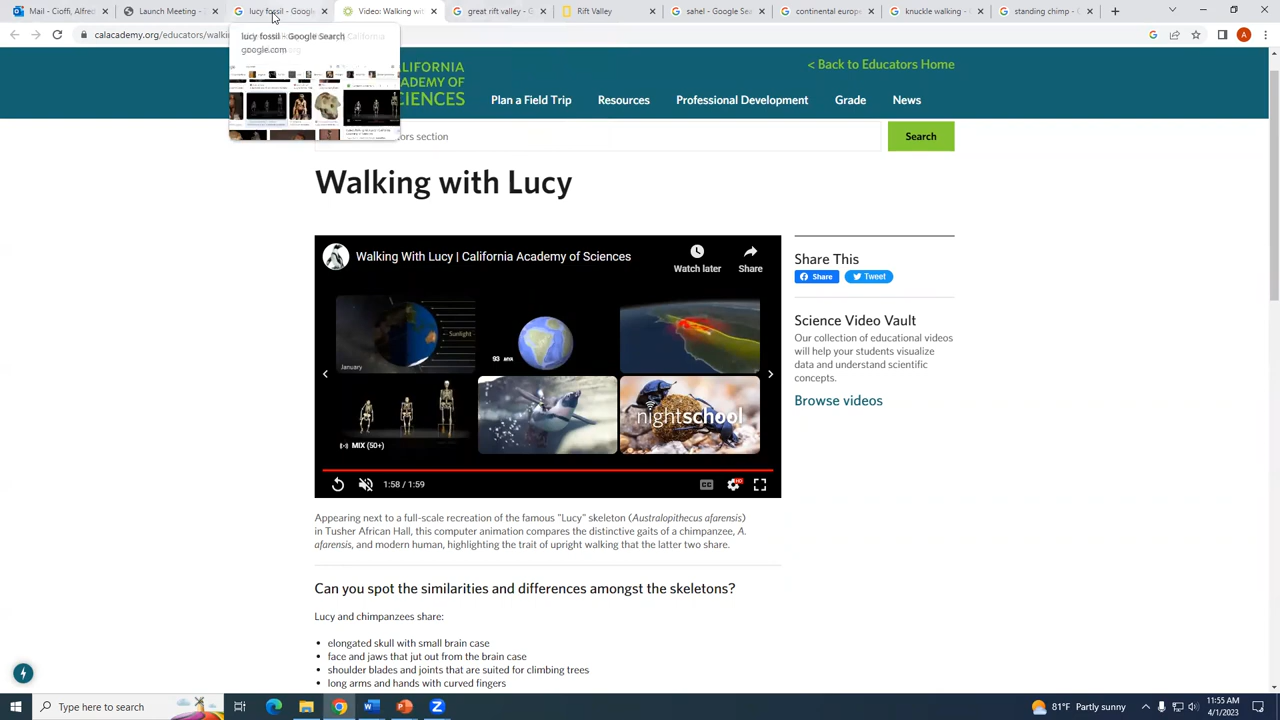 Mail - Cioffi, Alfred
Launch Meeting -
lucy fossil - Google Se
Video: Wit
great rift valley - G
Rift Valley
sahel - Google Sea
continental europe
knuckle walking - G
standing chimp - G
calacademy.org/educators/walki
A
lucy fossil - Google Search
google.com
CALIFORNIA
ACADEMY OF
SCIENCES
< Back to Educators Home
Plan a Field Trip
Resources
Professional Development
Grade
News
ors section
Search
Walking with Lucy
Walking With Lucy | California Academy of Sciences
Watch later
Share
Sunlight
January
93 MYA
MIX (50+)
nightschool
1:58 / 1:59
CC
HD
Share This
Share
Tweet
Science Video Vault
Our collection of educational videos
will help your students visualize
data and understand scientific
concepts.
Browse videos
Appearing next to a full-scale recreation of the famous "Lucy" skeleton (Australopithecus afarensis)
in Tusher African Hall, this computer animation compares the distinctive gaits of a chimpanzee, A.
afarensis, and modern human, highlighting the trait of upright walking that the latter two share.
Can you spot the similarities and differences amongst the skeletons?
Lucy and chimpanzees share:
• elongated skull with small brain case
• face and jaws that jut out from the brain case
• shoulder blades and joints that are suited for climbing trees
• long arms and hands with curved fingers
Type here to search
81°F Partly sunny
11:55 AM
4/1/2023